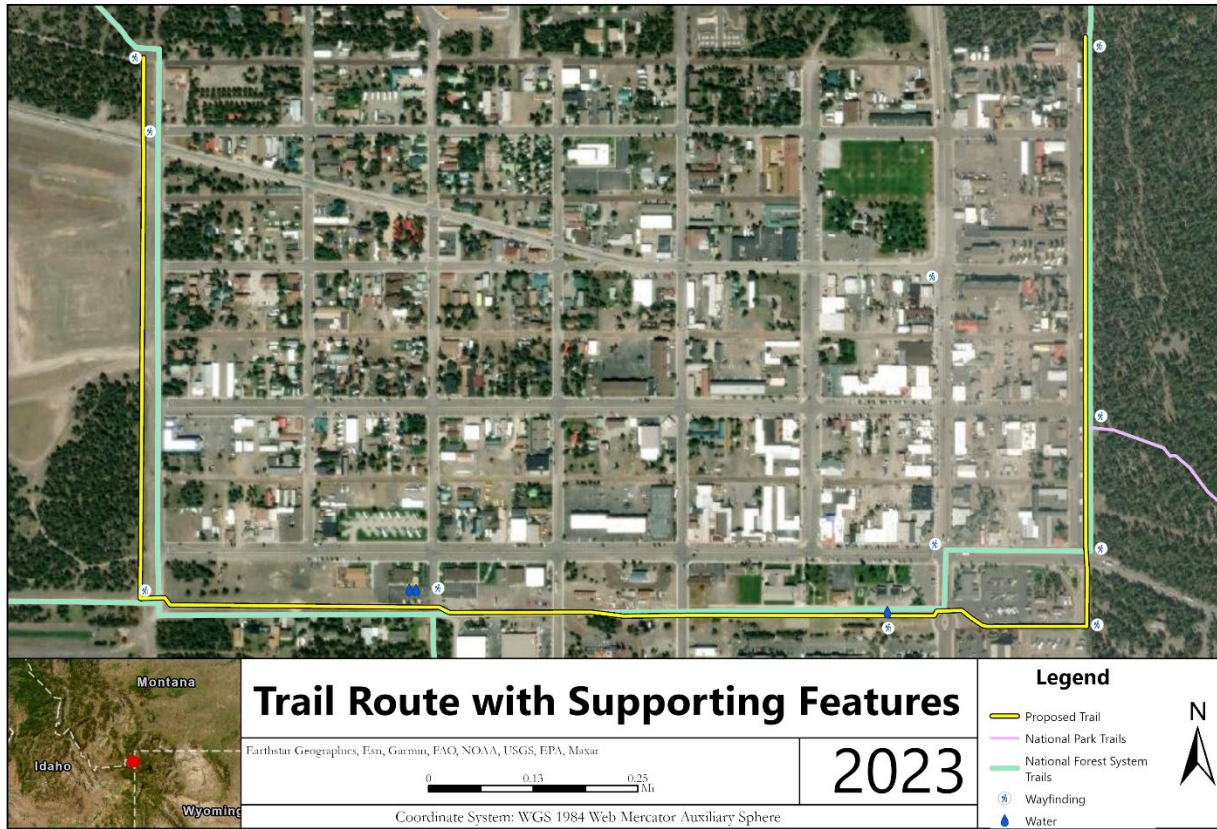 Montana
Idaho
Wyoming
Trail Route with Supporting Features
Earthstar Geographics, Esri, Garmin, FAO, NOAA, USGS, EPA, Maxar
0 0.13 0.25
Mi
2023
Coordinate System: WGS 1984 Web Mercator Auxiliary Sphere
Legend
Proposed Trail
National Park Trails
National Forest System
Trails
Wayfinding
Water
N